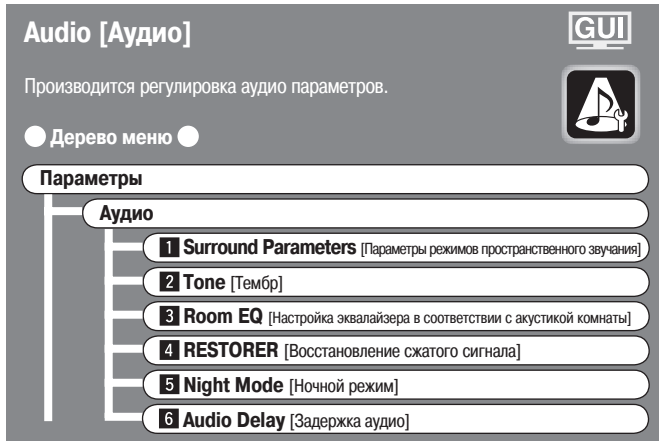 Audio [Аудио]
GUI
Производится регулировка аудио параметров.
Дерево меню
Параметры
Аудио
1 Surround Parameters [Параметры режимов пространственного звучания]
2 Tone [Тембр]
3 Room EQ [Настройка эквалайзера в соответствии с акустикой комнаты]
4 RESTORER [Восстановление сжатого сигнала]
5 Night Mode [Ночной режим]
6 Audio Delay [Задержка аудио]